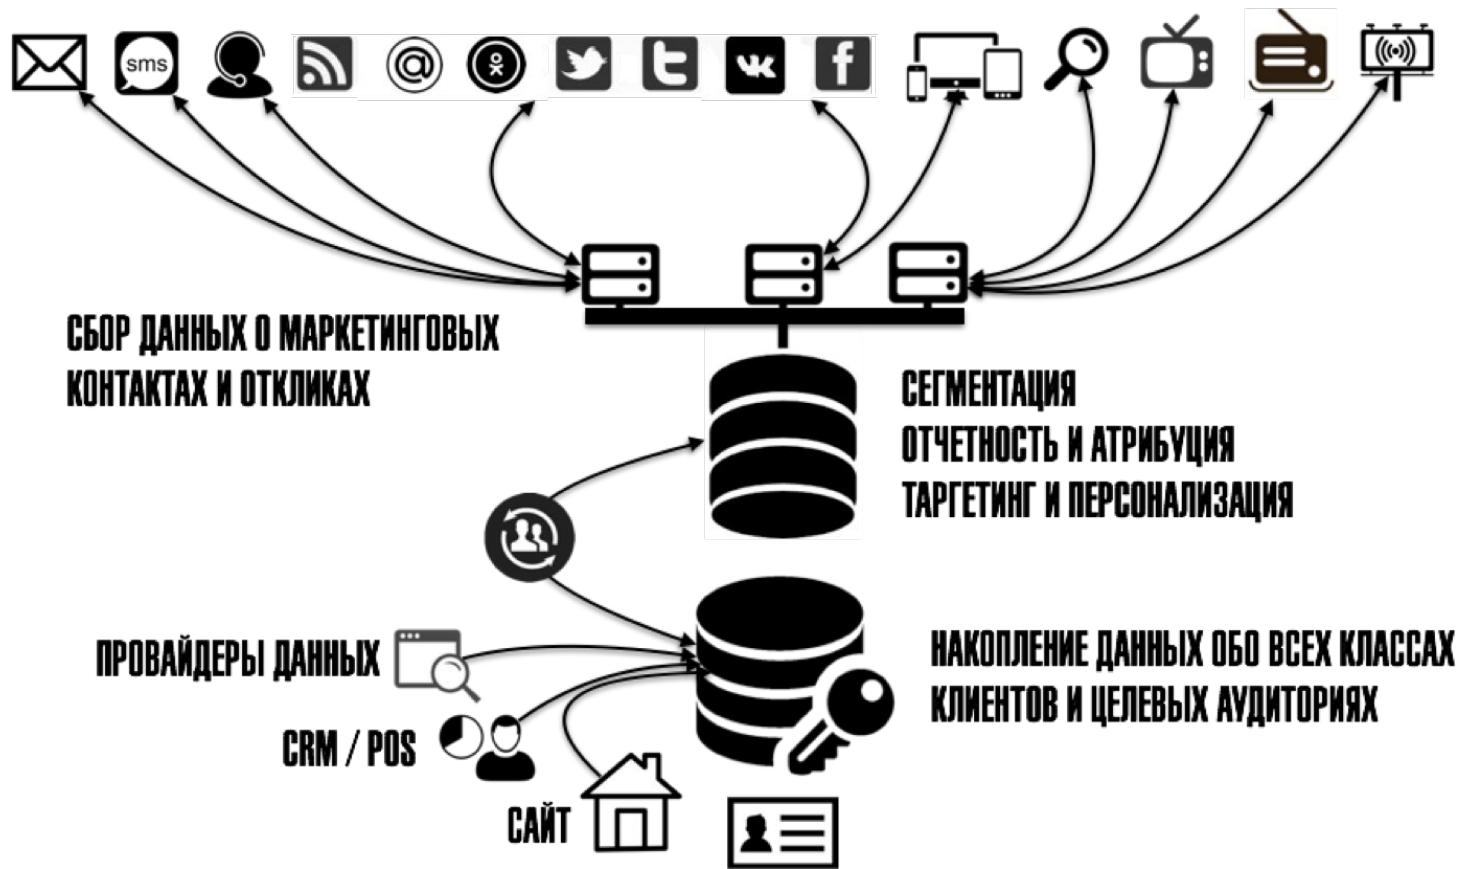 sms
@
СБОР ДАННЫХ О МАРКЕТИНГОВЫХ
КОНТАКТАХ И ОТКЛИКАХ
СЕГМЕНТАЦИЯ
ОТЧЕТНОСТЬ И АТРИБУЦИЯ
ТАРГЕТИНГ И ПЕРСОНАЛИЗАЦИЯ
ПРОВАЙДЕРЫ ДАННЫХ
НАКОПЛЕНИЕ ДАННЫХ ОБО ВСЕХ КЛАССАХ
КЛИЕНТОВ И ЦЕЛЕВЫХ АУДИТОРИЯХ
CRM / POS
САЙТ